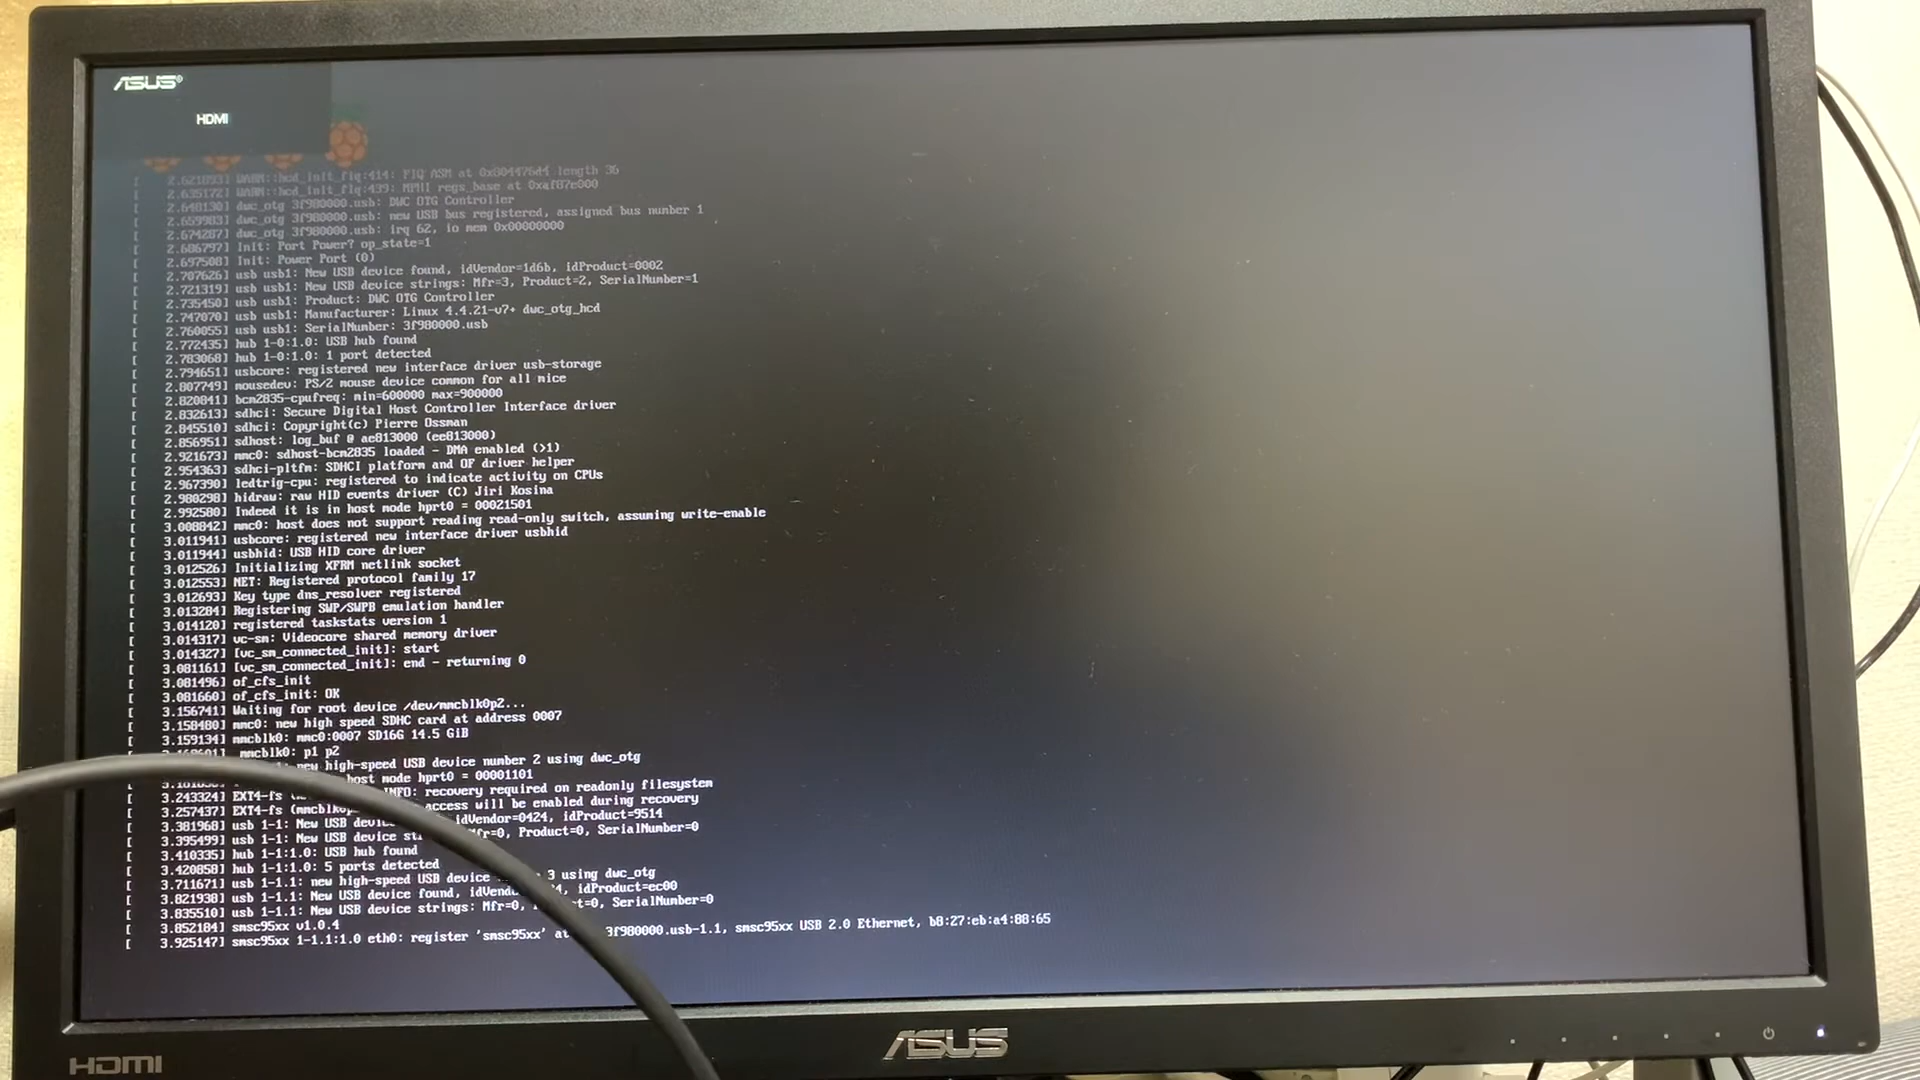 ASUS
HDMI
[ 2.621893] WARN::hcd_init_fiq:414: FIQ ASM at 0x804476d4 length 36
[ 2.635172] WARN::hcd_init_fiq:439: MPHI regs_base at 0xaf87e000
[ 2.648130] dwc_otg 3f980000.usb: DWC OTG Controller
[ 2.659983] dwc_otg 3f980000.usb: new USB bus registered, assigned bus number 1
[ 2.674287] dwc_otg 3f980000.usb: irq 62, io mem 0x00000000
[ 2.686797] Init: Port Power? op_state=1
[ 2.697508] Init: Power Port (0)
[ 2.707626] usb usb1: New USB device found, idVendor=1d6b, idProduct=0002
[ 2.721319] usb usb1: New USB device strings: Mfr=3, Product=2, SerialNumber=1
[ 2.735450] usb usb1: Product: DWC OTG Controller
[ 2.747070] usb usb1: Manufacturer: Linux 4.4.21-v7+ dwc_otg_hcd
[ 2.760055] usb usb1: SerialNumber: 3f980000.usb
[ 2.772435] hub 1-0:1.0: USB hub found
[ 2.783068] hub 1-0:1.0: 1 port detected
[ 2.794651] usbcore: registered new interface driver usb-storage
[ 2.807749] mousedev: PS/2 mouse device common for all mice
[ 2.820841] bcm2835-cpufreq: min=600000 max=900000
[ 2.832613] sdhci: Secure Digital Host Controller Interface driver
[ 2.845510] sdhci: Copyright(c) Pierre Ossman
[ 2.856951] sdhost: log_buf @ ae813000 (ee813000)
[ 2.921673] mmc0: sdhost-bcm2835 loaded - DMA enabled (>1)
[ 2.954363] sdhci-pltfm: SDHCI platform and OF driver helper
[ 2.967390] ledtrig-cpu: registered to indicate activity on CPUs
[ 2.980298] hidraw: raw HID events driver (C) Jiri Kosina
[ 2.992580] Indeed it is in host mode hprt0 = 00021501
[ 3.008842] mmc0: host does not support reading read-only switch, assuming write-enable
[ 3.011941] usbcore: registered new interface driver usbhid
[ 3.011944] usbhid: USB HID core driver
[ 3.012526] Initializing XFRM netlink socket
[ 3.012553] NET: Registered protocol family 17
[ 3.012693] Key type dns_resolver registered
[ 3.013284] Registering SWP/SWPB emulation handler
[ 3.014120] registered taskstats version 1
[ 3.014317] vc-sm: Videocore shared memory driver
[ 3.014327] [vc_sm_connected_init]: start
[ 3.081161] [vc_sm_connected_init]: end - returning 0
[ 3.081496] of_cfs_init
[ 3.081660] of_cfs_init: OK
[ 3.156741] Waiting for root device /dev/mmcblk0p2...
[ 3.158480] mmc0: new high speed SDHC card at address 0007
[ 3.159134] mmcblk0: mmc0:0007 SD16G 14.5 GiB
mmcblk0: p1 p2
new high-speed USB device number 2 using dwc_otg
host mode hprt0 = 00001101
[ 3.243324] EXT4-fs INFO: recovery required on readonly filesystem
[ 3.257437] EXT4-fs access will be enabled during recovery
[ 3.381968] usb 1-1: New USB idVendor=0424, idProduct=9514
[ 3.395499] usb 1-1: New USB device Mfr=0, Product=0, SerialNumber=0
[ 3.410335] hub 1-1:1.0: USB hub found
[ 3.420858] hub 1-1:1.0: 5 ports detected
[ 3.711671] usb 1-1.1: new high-speed USB device 3 using dwc_otg
[ 3.821930] usb 1-1.1: New USB device found, idProduct=ec00
[ 3.835510] usb 1-1.1: New USB device strings: Mfr=0, SerialNumber=0
[ 3.852184] smsc95xx v1.0.4
[ 3.925147] smsc95xx 1-1.1:1.0 eth0: register 'smsc95xx' at 3f980000.usb-1.1, smsc95xx USB 2.0 Ethernet, b8:27:eb:a4:88:65
HDMI
ASUS